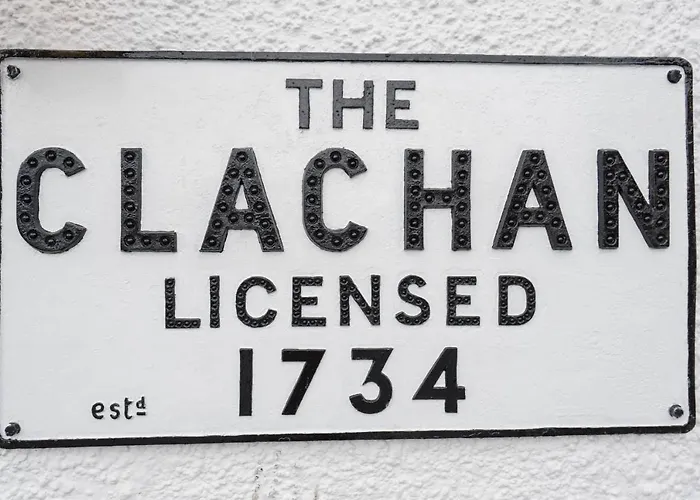 THE
CLACHAN
LICENSED
1734
estd